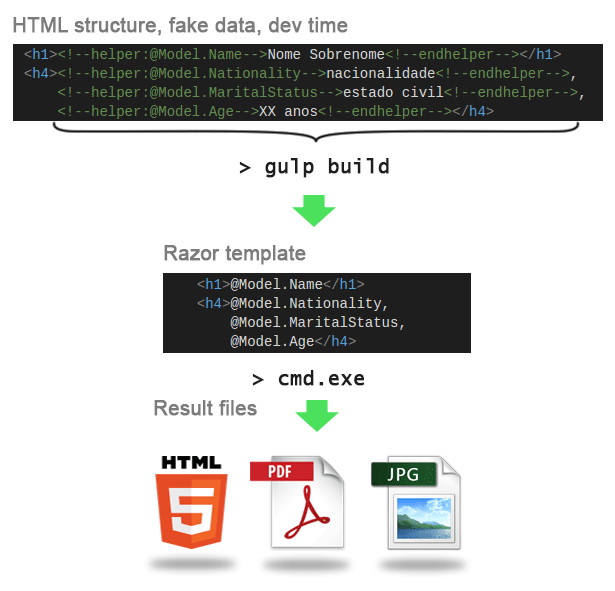 HTML structure, fake data, dev time
<h1><!--helper:@Model.Name-->Nome Sobrenome<!--endhelper--></h1>
<h4><!--helper:@Model.Nationality-->nacionalidade<!--endhelper-->,
<!--helper:@Model.MaritalStatus-->estado civil<!--endhelper-->,
<!--helper:@Model.Age-->XX anos<!--endhelper--></h4>
> gulp build
Razor template
<h1>@Model.Name</h1>
<h4>@Model.Nationality,
@Model.MaritalStatus,
@Model.Age</h4>
> cmd.exe
Result files
HTML
5
PDF
JPG